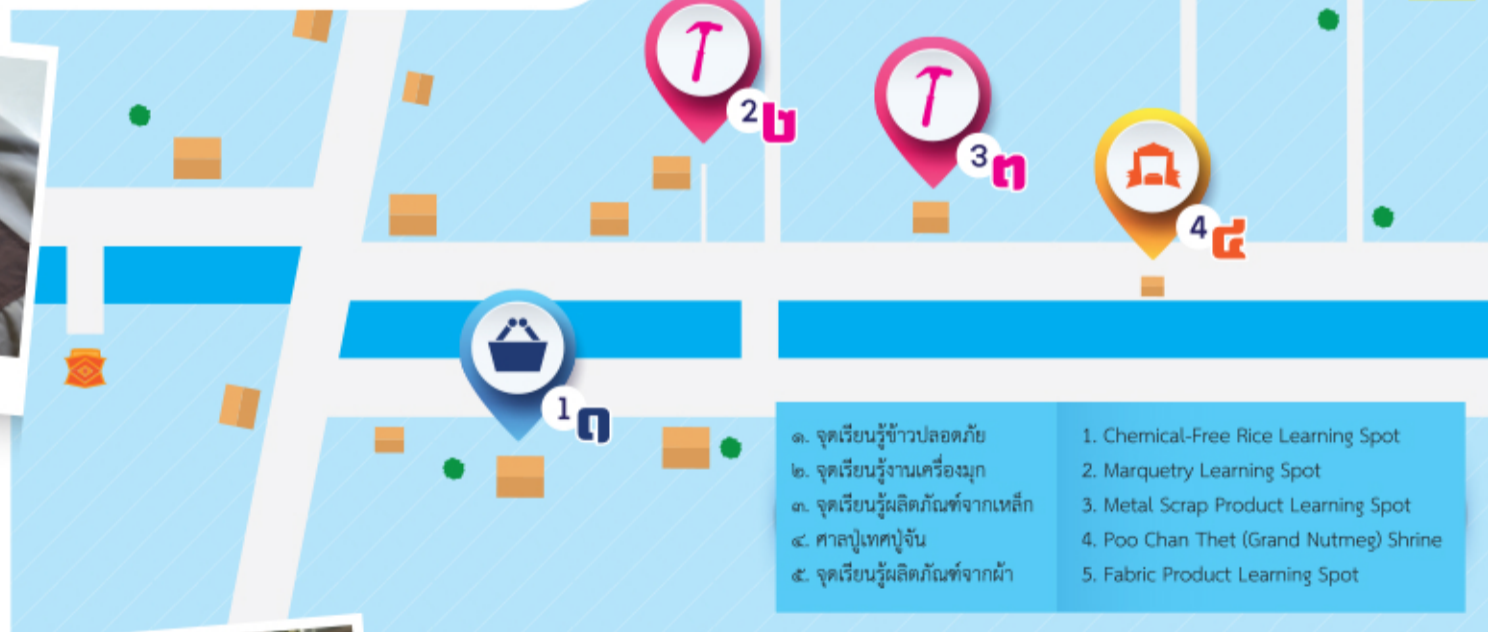 2 ๒
3 ๓
4 ๔
1 ๑
๑. จุดเรียนรู้ข้าวปลอดภัย
๒. จุดเรียนรู้งานเครื่องมุก
๓. จุดเรียนรู้ผลิตภัณฑ์จากเหล็ก
๔. ศาลปู่เทศปู่จัน
๕. จุดเรียนรู้ผลิตภัณฑ์จากผ้า
1. Chemical-Free Rice Learning Spot
2. Marquetry Learning Spot
3. Metal Scrap Product Learning Spot
4. Poo Chan Thet (Grand Nutmeg) Shrine
5. Fabric Product Learning Spot